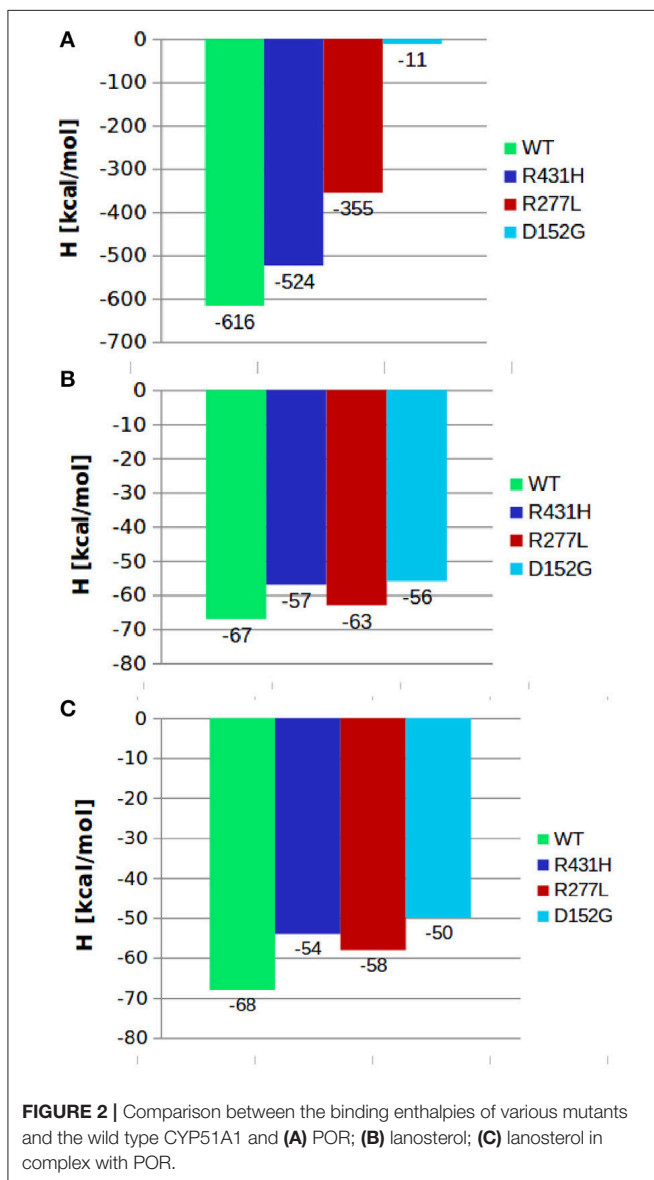 A
H [kcal/mol]
0
-100
-200
-300
-400
-500
-600
-700
-616
-524
-355
-11
WT
R431H
R277L
D152G
B
H [kcal/mol]
0
-10
-20
-30
-40
-50
-60
-70
-80
-67
-57
-63
-56
WT
R431H
R277L
D152G
C
H [kcal/mol]
0
-10
-20
-30
-40
-50
-60
-70
-80
-68
-54
-58
-50
WT
R431H
R277L
D152G
FIGURE 2 | Comparison between the binding enthalpies of various mutants
and the wild type CYP51A1 and (A) POR; (B) lanosterol; (C) lanosterol in
complex with POR.